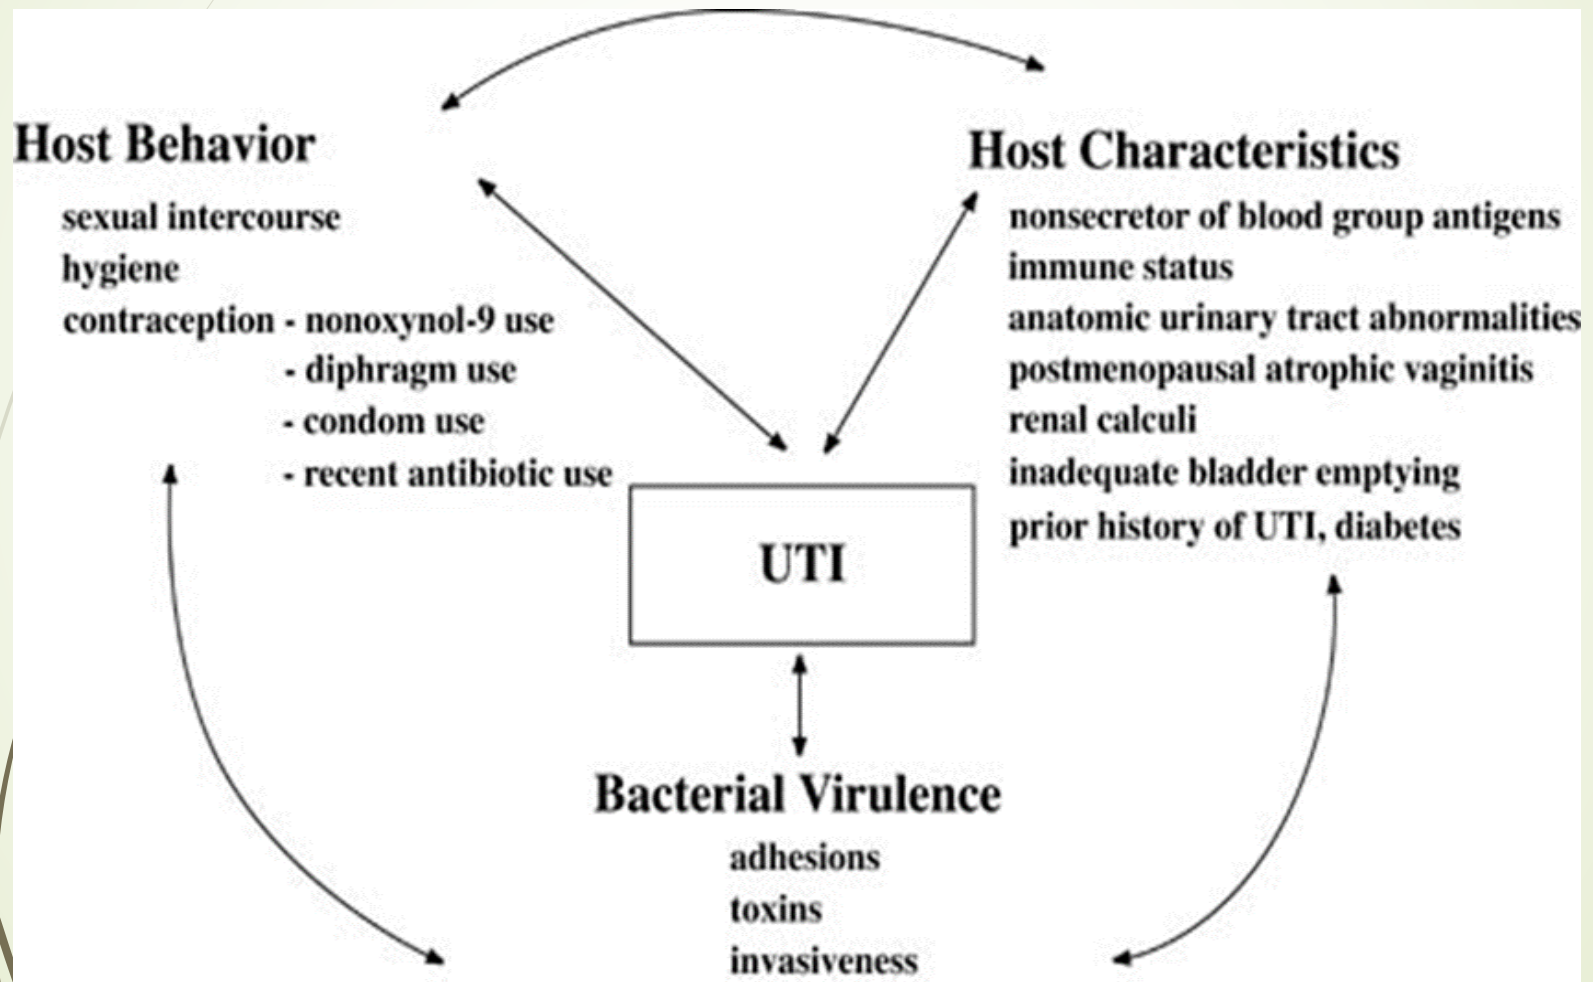 Host Behavior
sexual intercourse
hygiene
contraception - nonoxynol-9 use
- diphragm use
- condom use
- recent antibiotic use
Host Characteristics
nonsecretor of blood group antigens
immune status
anatomic urinary tract abnormalities
postmenopausal atrophic vaginitis
renal calculi
inadequate bladder emptying
prior history of UTI, diabetes
UTI
Bacterial Virulence
adhesions
toxins
invasiveness